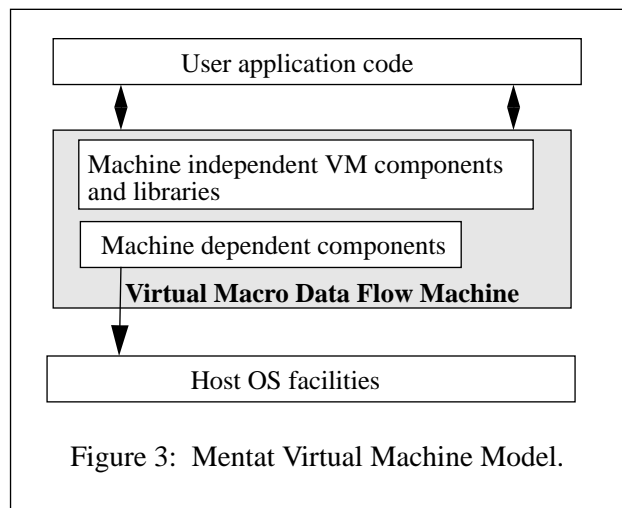 User application code
Machine independent VM components
and libraries
Machine dependent components
Virtual Macro Data Flow Machine
Host OS facilities
Figure 3: Mentat Virtual Machine Model.